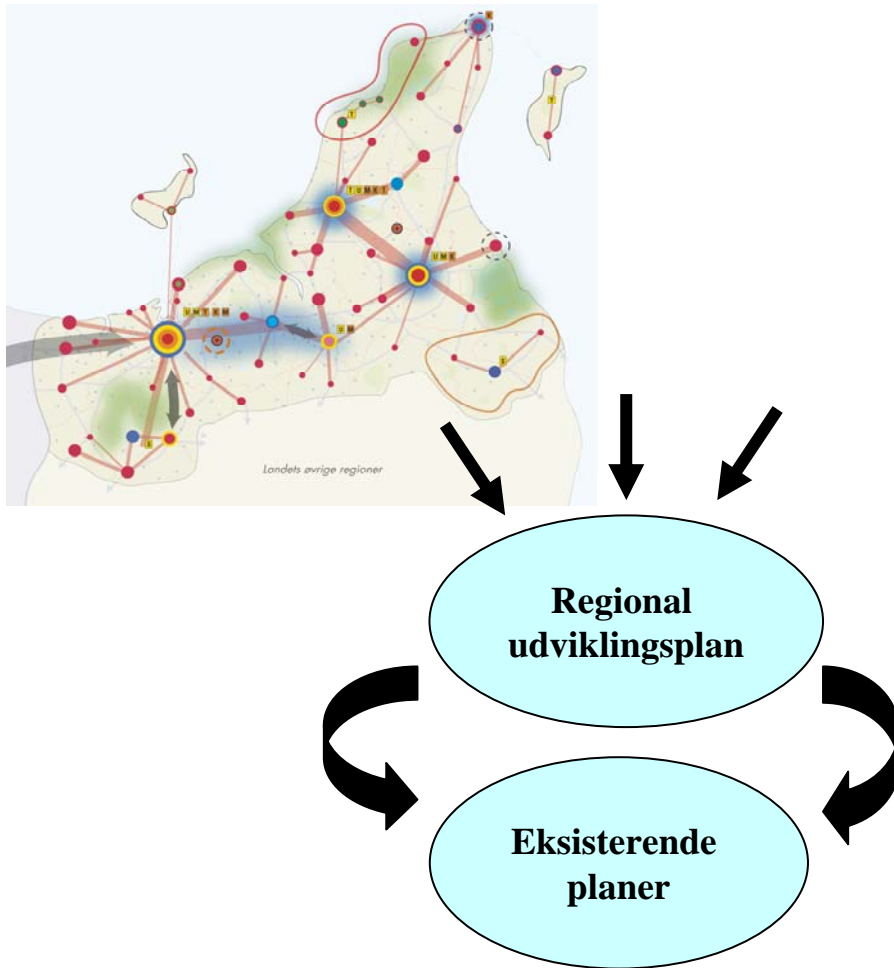 K
T
T
T U M K T
U M K
U M T K M
U M
S
S
Landets øvrige regioner
Regional
udviklingsplan
Eksisterende
planer